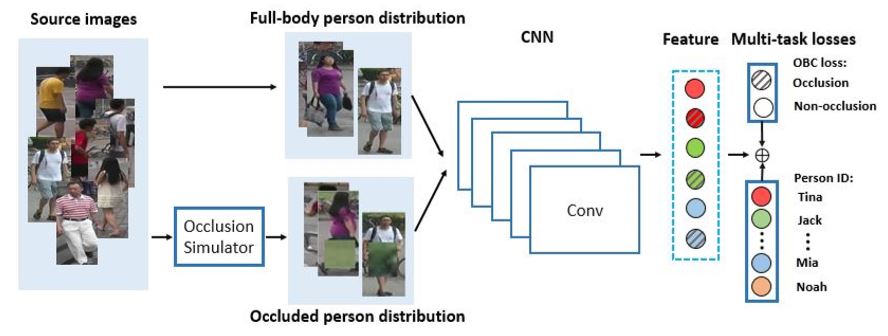 Source images
Full-body person distribution
CNN
Feature
Multi-task losses
OBC loss:
Occlusion
Non-occlusion
Conv
Person ID:
Tina
Jack
Mia
Noah
Occlusion
Simulator
Occluded person distribution